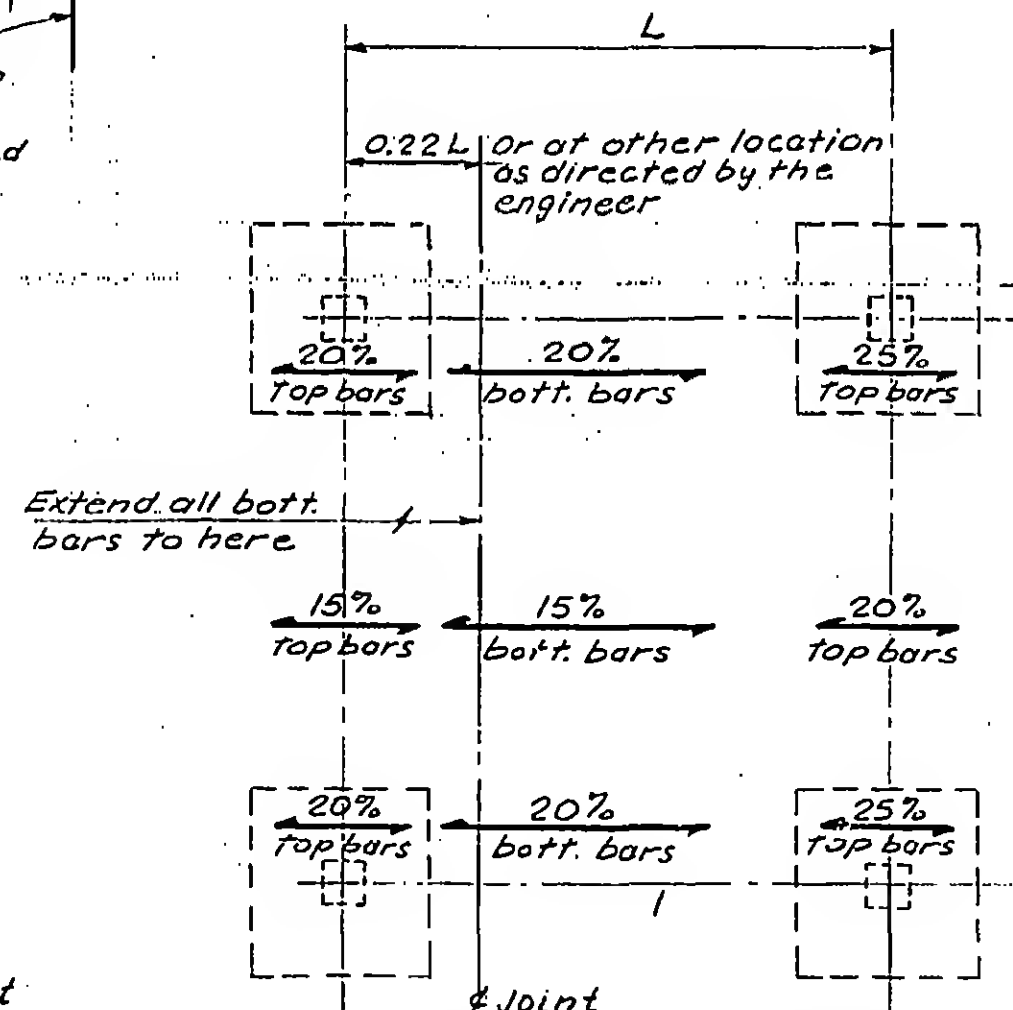 L
0.22L
Or at other location
as directed by the
engineer
20%
Top bars
20%
bott. bars
25%
Top bars
Extend all bott.
bars to here
15%
Top bars
15%
bott. bars
20%
Top bars
20%
Top bars
20%
bott. bars
25%
Top bars
℄ Joint